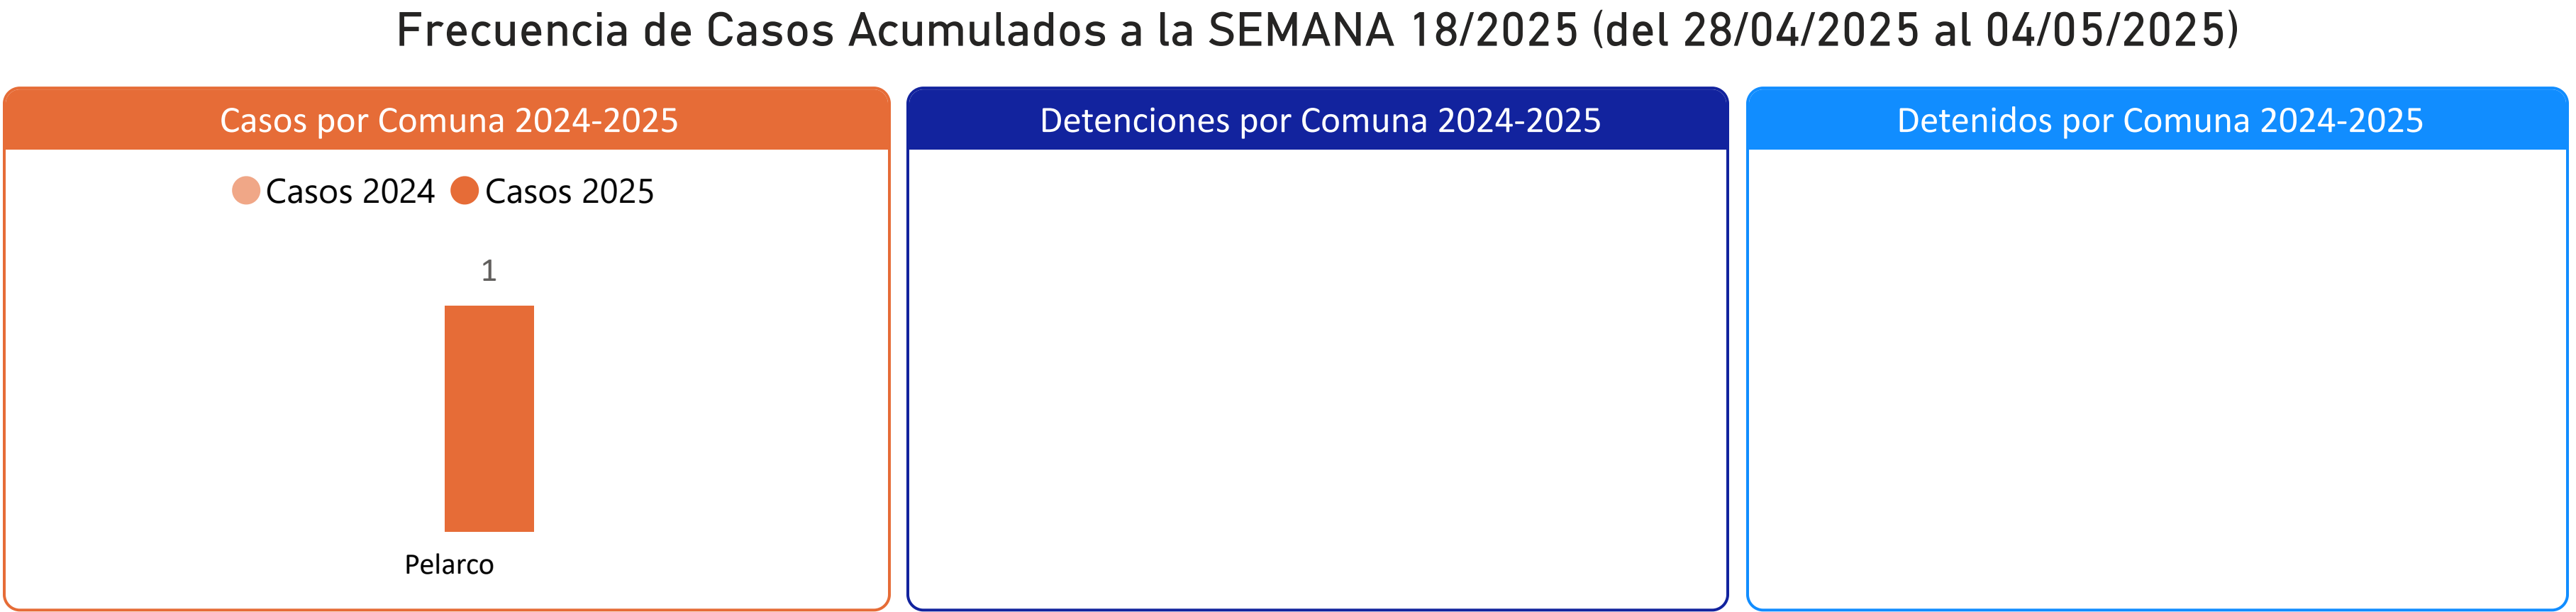 Frecuencia de Casos Acumulados a la SEMANA 18/2025 (del 28/04/2025 al 04/05/2025)
Casos por Comuna 2024-2025
Casos 2024 Casos 2025
1
Pelarco
Detenciones por Comuna 2024-2025
Detenidos por Comuna 2024-2025